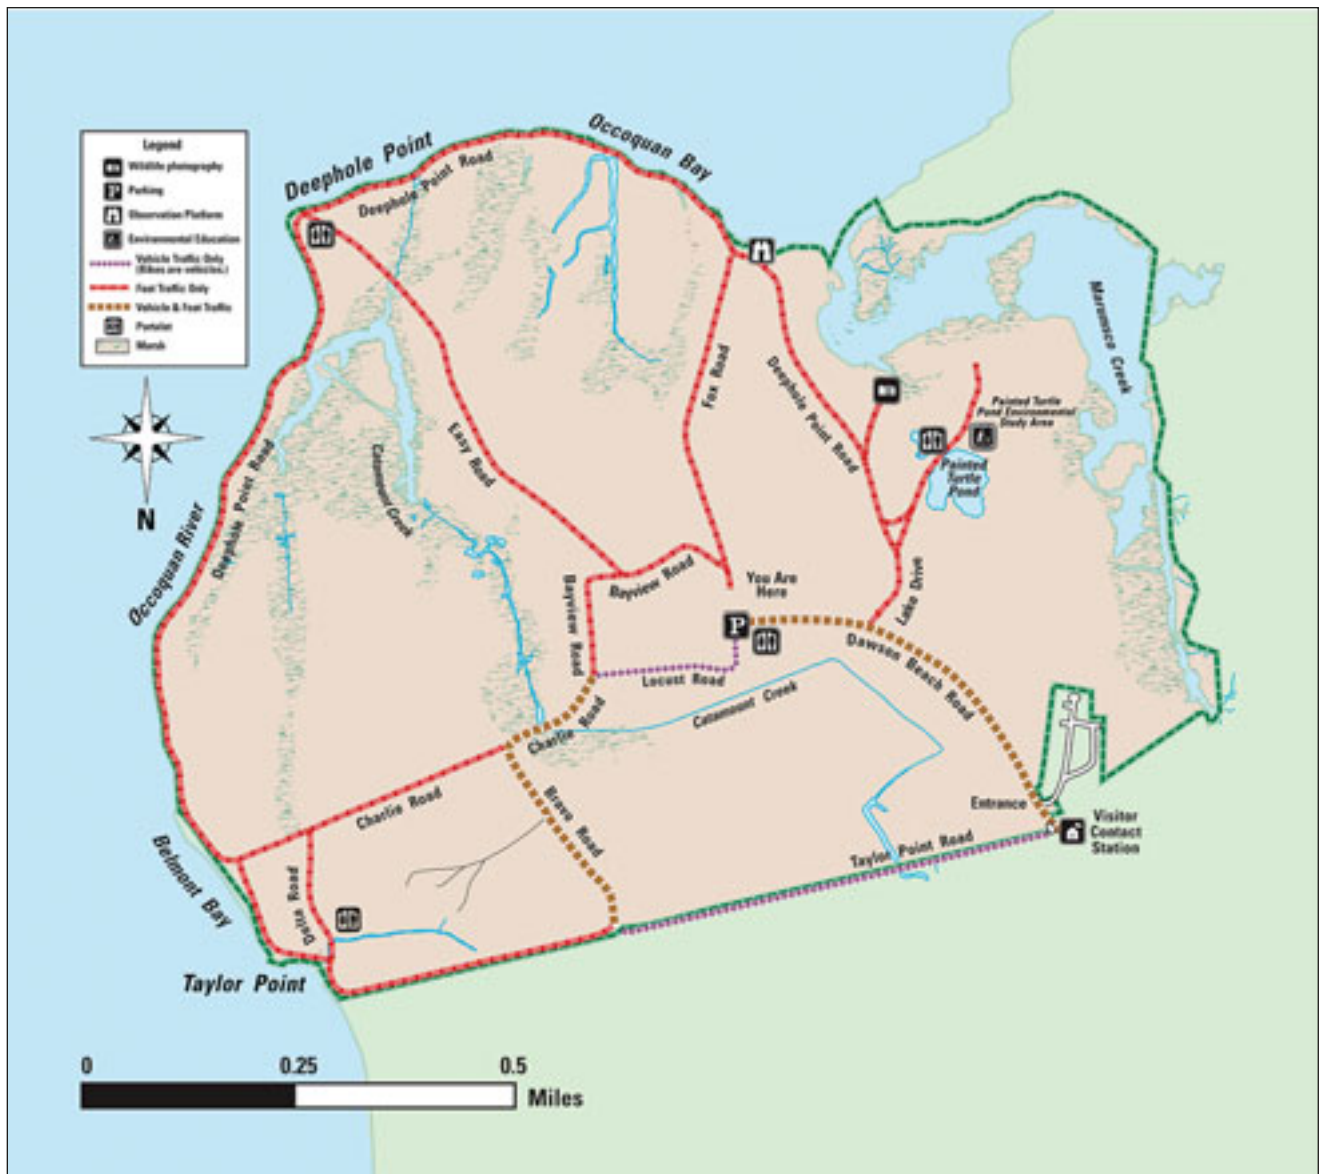 Legend
Wildlife photography
Parking
Observation Platform
Environmental Education
Vehicle Traffic Only
(Bikes are vehicles.)
Foot Traffic Only
Vehicle & Foot Traffic
Portalet
Marsh
N
Deephole Point
Deephole Point Road
Occoquan Bay
Marumsco Creek
Fox Road
Deephole Point Road
Painted Turtle
Pond Environmental
Study Area
Painted
Turtle
Pond
Easy Road
Catamount Creek
Deephole Point Road
Occoquan River
Bayview Road
Bayview Road
You Are
Here
P
Lake Drive
Dawson Beach Road
Locust Road
Catamount Creek
Charlie Road
Charlie Road
Bravo Road
Entrance
Visitor
Contact
Station
Taylor Point Road
Belmont Bay
Delta Road
Taylor Point
0 0.25 0.5
Miles